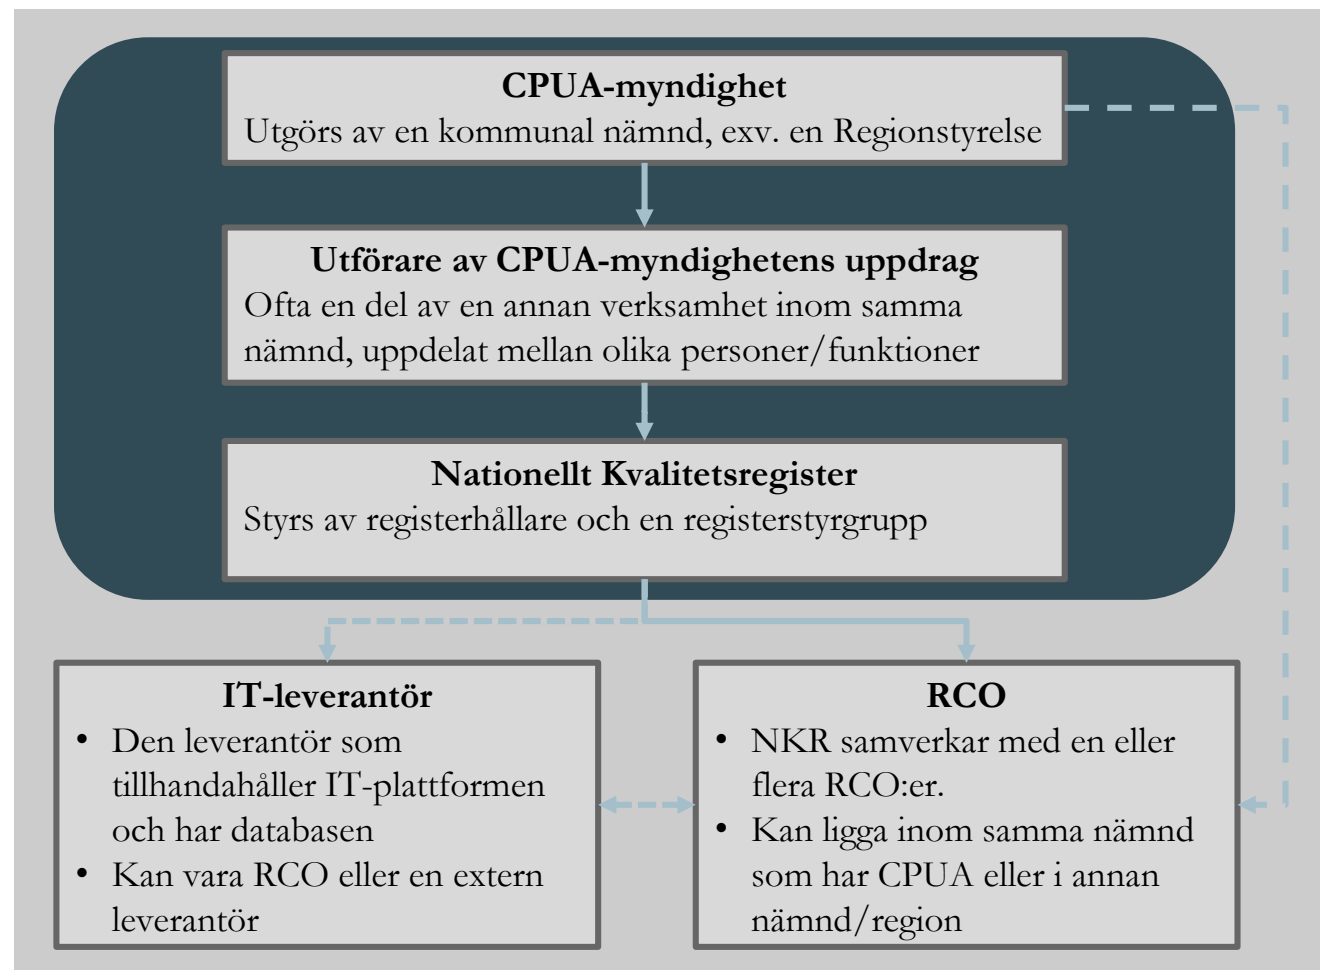 CPUA-myndighet
Utgörs av en kommunal nämnd, exv. en Regionstyrelse
Utförare av CPUA-myndighetens uppdrag
Ofta en del av en annan verksamhet inom samma
nämnd, uppdelat mellan olika personer/funktioner
Nationellt Kvalitetsregister
Styrs av registerhållare och en registerstyrgrupp
IT-leverantör
• Den leverantör som
tillhandahåller IT-plattformen
och har databasen
• Kan vara RCO eller en extern
leverantör
RCO
• NKR samverkar med en eller
flera RCO:er.
• Kan ligga inom samma nämnd
som har CPUA eller i annan
nämnd/region